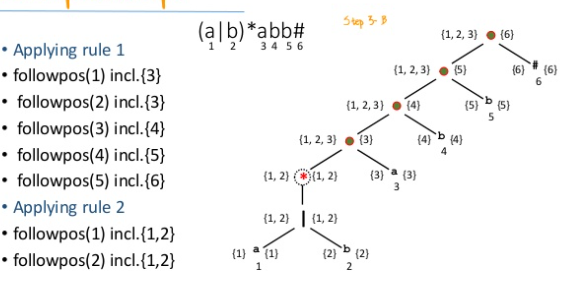 (a|b)*abb#
1 2 3 4 5 6
Step 3-B
• Applying rule 1
• followpos(1) incl.{3}
• followpos(2) incl.{3}
• followpos(3) incl.{4}
• followpos(4) incl.{5}
• followpos(5) incl.{6}
• Applying rule 2
• followpos(1) incl.{1,2}
• followpos(2) incl.{1,2}
{1, 2, 3} {6}
{1, 2, 3} {5} {6} # {6}
6
{1, 2, 3} {4} {5} b {5}
5
{1, 2, 3} {3} {4} b {4}
4
{1, 2} * {1, 2} {3} a {3}
3
{1, 2} | {1, 2}
{1} a {1} {2} b {2}
1 2